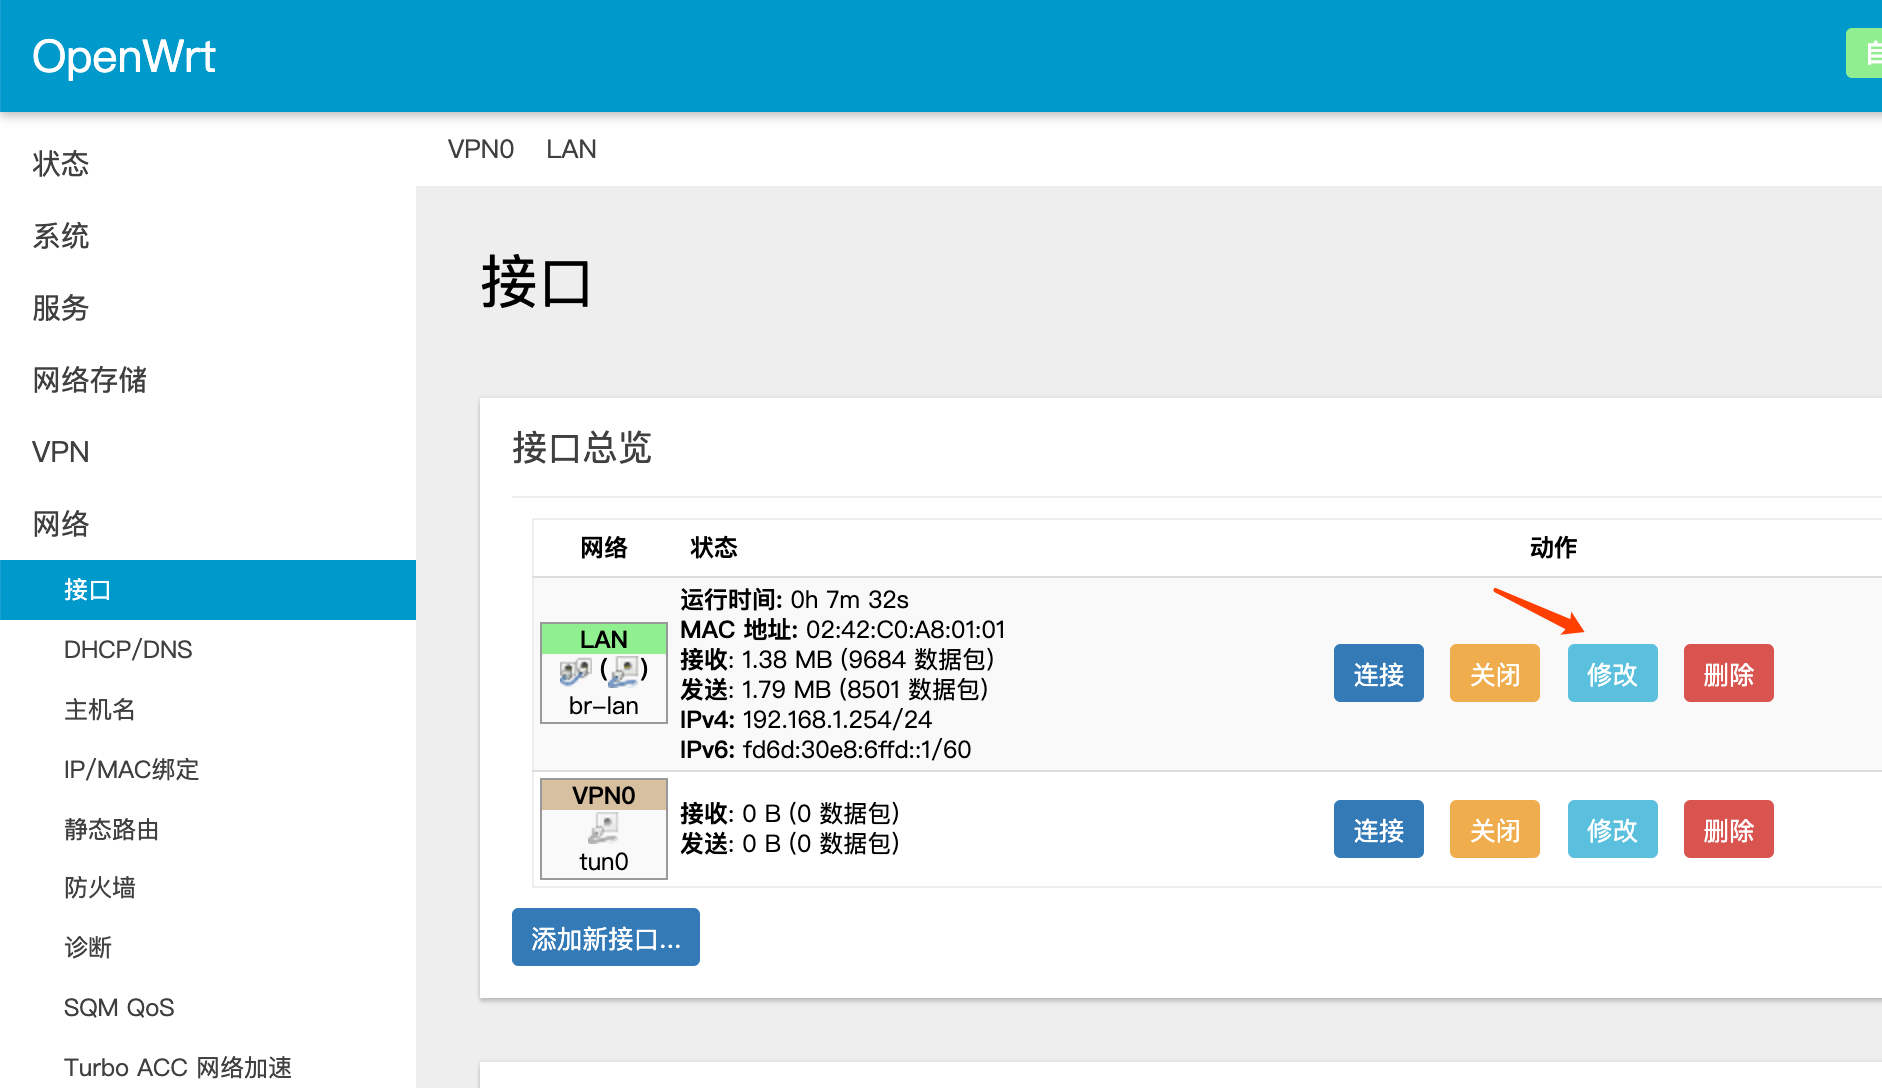 OpenWrt
自
状态
系统
服务
网络存储
VPN
网络
接口
DHCP/DNS
主机名
IP/MAC绑定
静态路由
防火墙
诊断
SQM QoS
Turbo ACC 网络加速
VPN0 LAN
接口
接口总览
网络 状态 动作
LAN
( )
br-lan
运行时间: 0h 7m 32s
MAC 地址: 02:42:C0:A8:01:01
接收: 1.38 MB (9684 数据包)
发送: 1.79 MB (8501 数据包)
IPv4: 192.168.1.254/24
IPv6: fd6d:30e8:6ffd::1/60
连接 关闭 修改 删除
VPN0
tun0
接收: 0 B (0 数据包)
发送: 0 B (0 数据包)
连接 关闭 修改 删除
添加新接口...